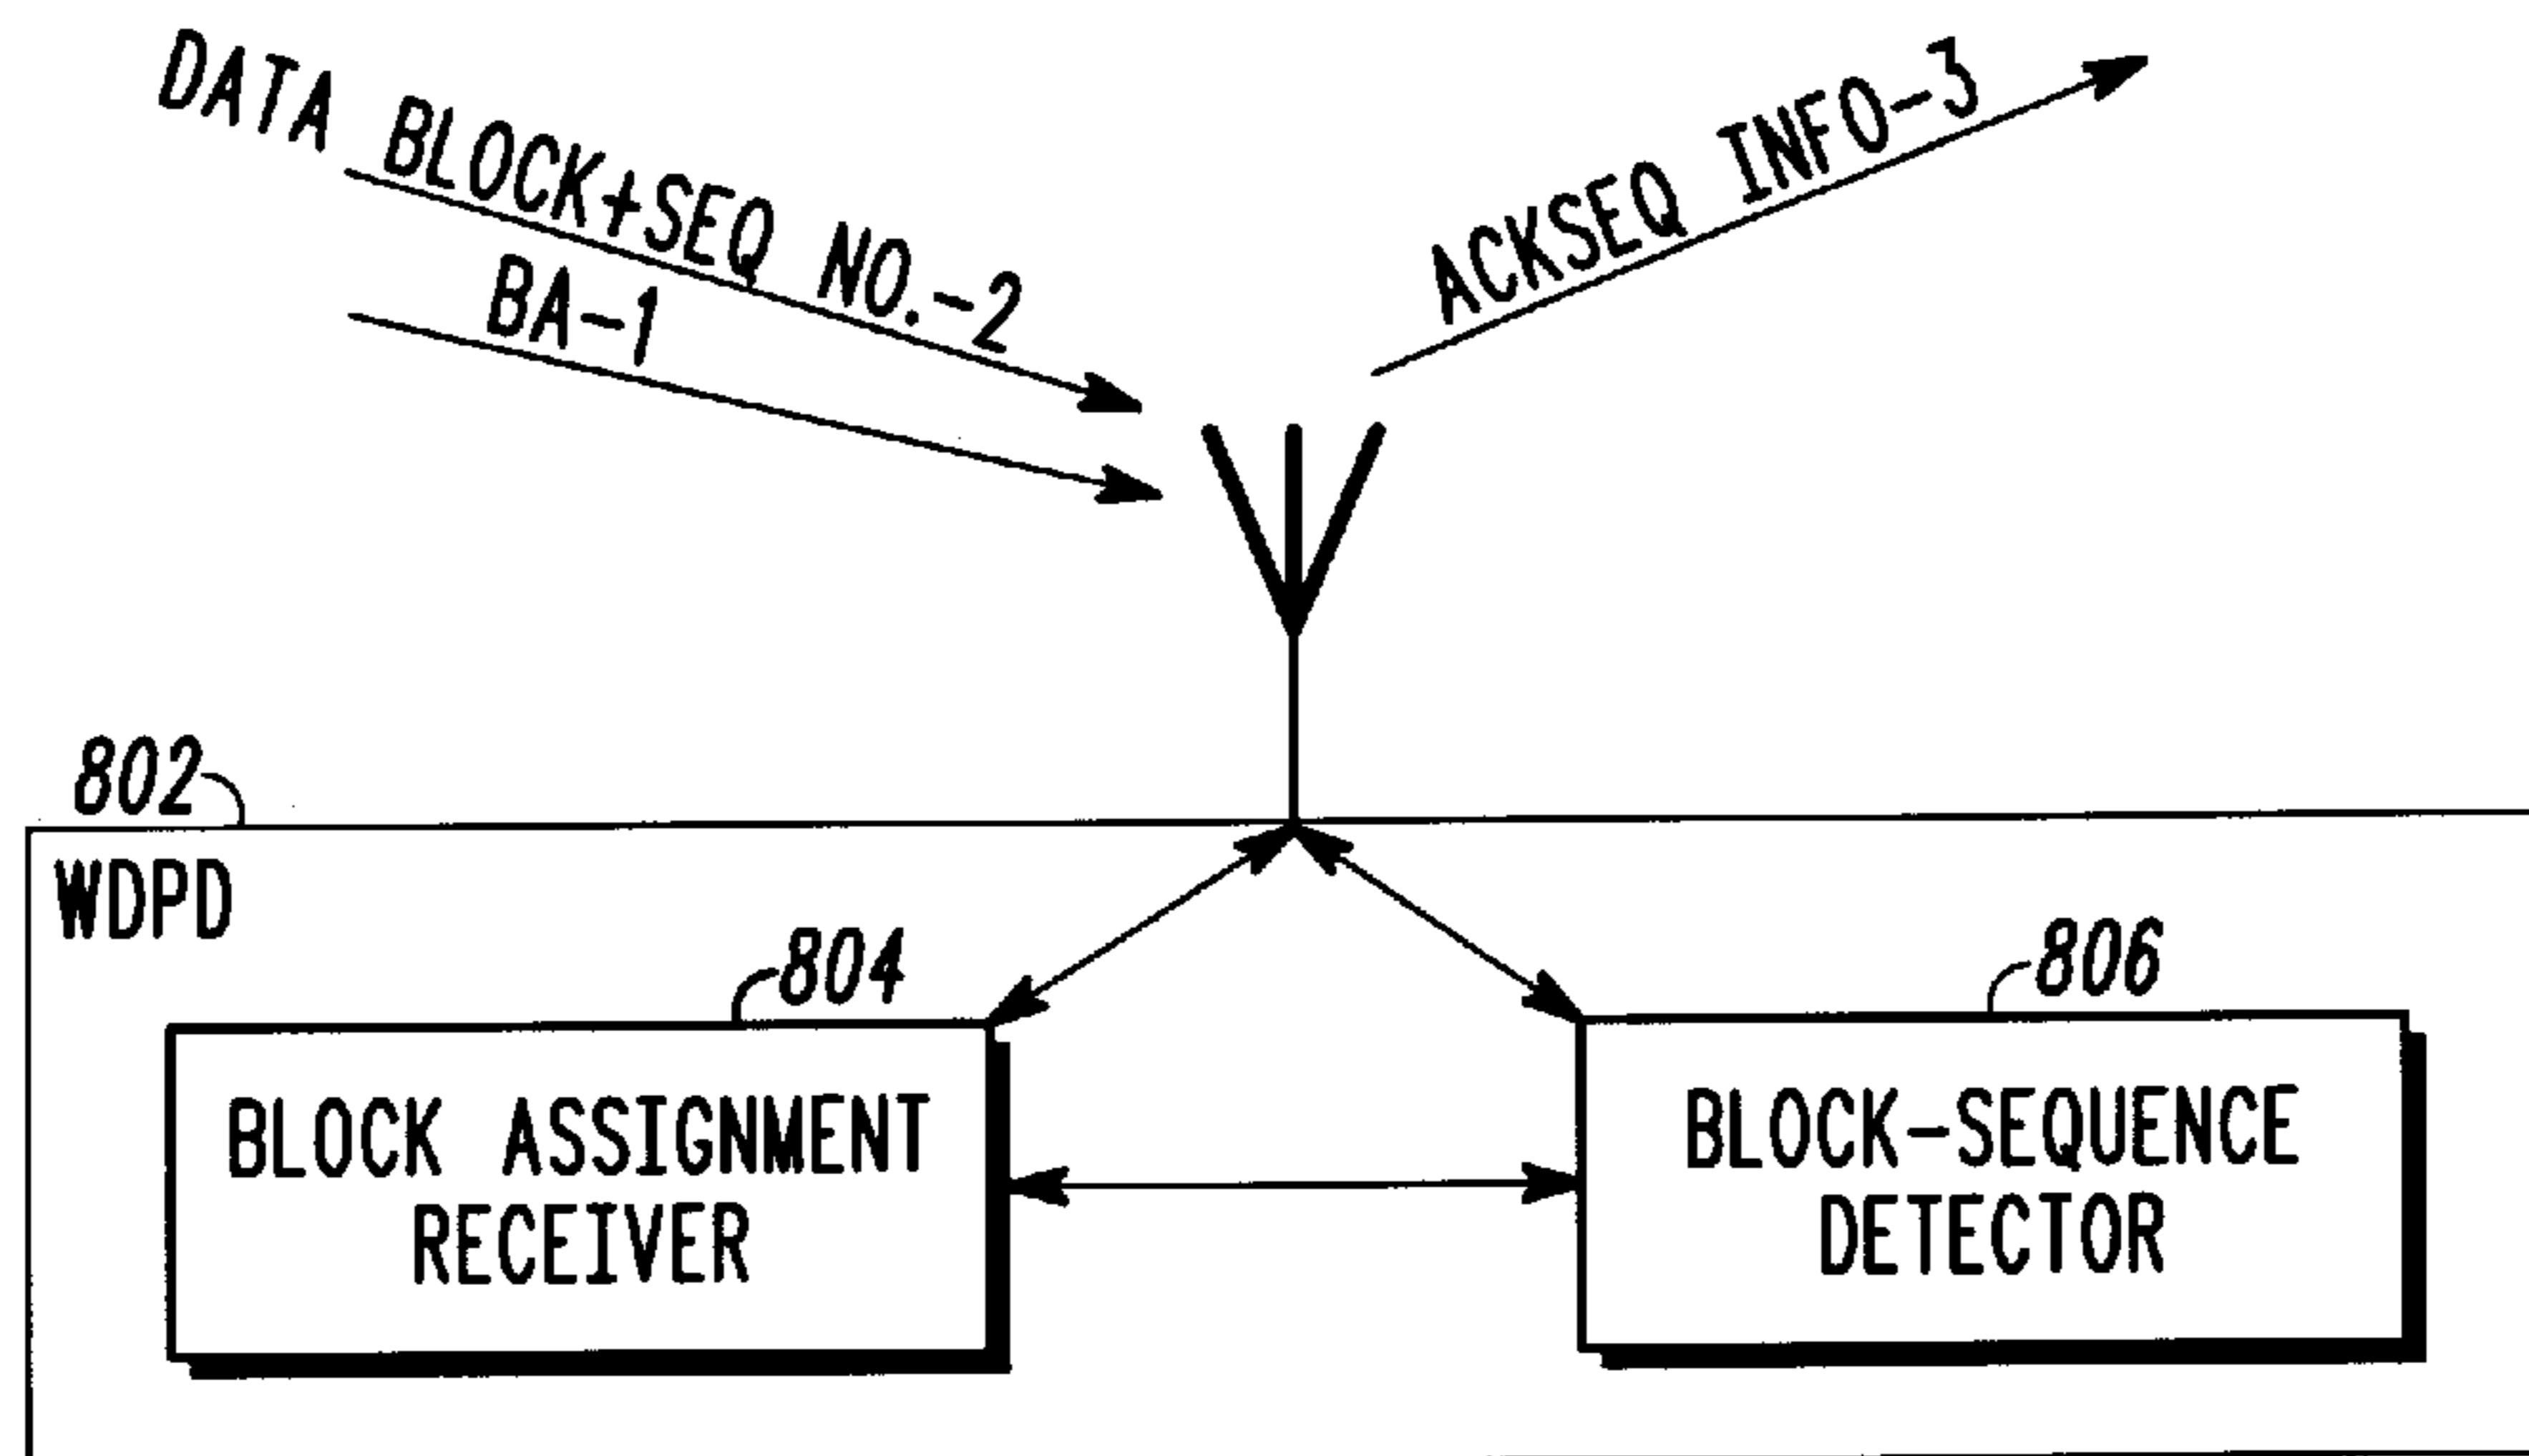 DATA BLOCK+SEQ NO.-2
BA-1
ACKSEQ INFO-3
802
WDPD
804
806
BLOCK ASSIGNMENT
RECEIVER
BLOCK-SEQUENCE
DETECTOR